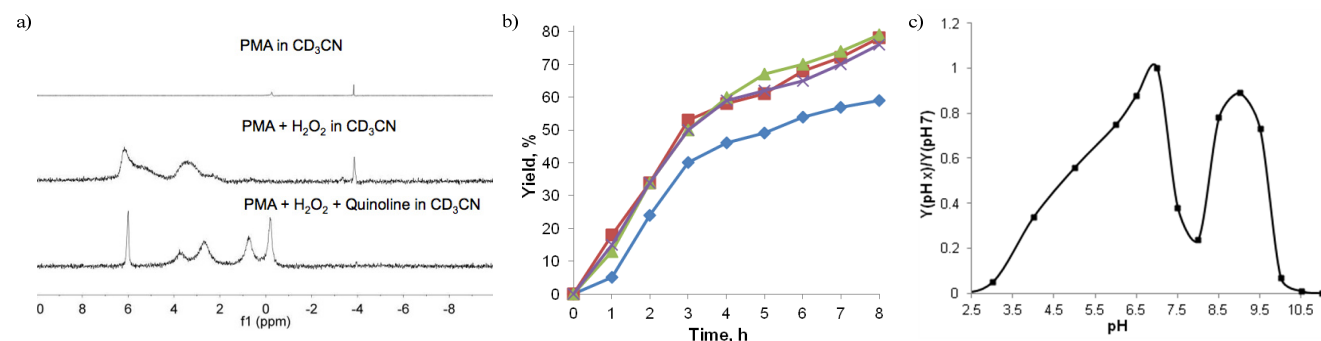 a)
PMA in CD₃CN
PMA + H₂O₂ in CD₃CN
PMA + H₂O₂ + Quinoline in CD₃CN
8 6 4 2 0 -2 -4 -6 -8
f1 (ppm)
b)
Yield, %
80
70
60
50
40
30
20
10
0
0 1 2 3 4 5 6 7 8
Time, h
c)
Y(pH x)/Y(pH7)
1.2
1
0.8
0.6
0.4
0.2
0
2.5 3.5 4.5 5.5 6.5 7.5 8.5 9.5 10.5
pH